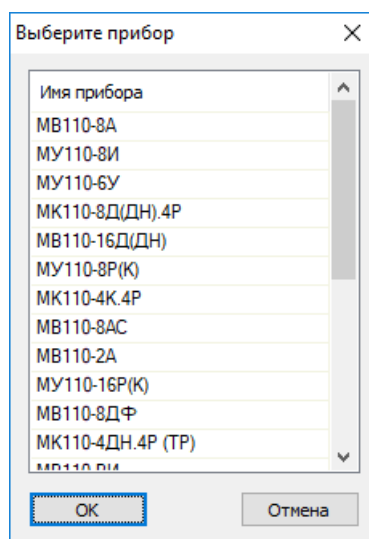 Выберите прибор
Имя прибора
МВ110-8А
МУ110-8И
МУ110-6У
МК110-8Д(ДН).4Р
МВ110-16Д(ДН)
МУ110-8Р(К)
МК110-4К.4Р
МВ110-8АС
МВ110-2А
МУ110-16Р(К)
МВ110-8ДФ
МК110-4ДН.4Р (ТР)
ОК
Отмена